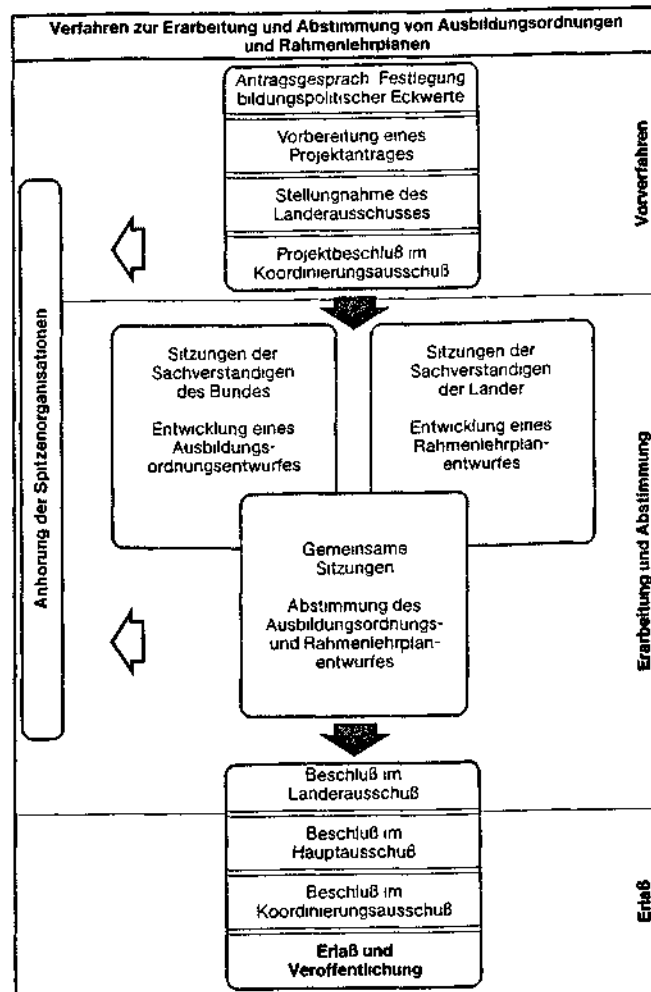 Verfahren zur Erarbeitung und Abstimmung von Ausbildungsordnungen
und Rahmenlehrplanen
Antragsgesprach Festlegung
bildungspolitischer Eckwerte
Vorbereitung eines
Projektantrages
Stellungnahme des
Landerausschusses
Projektbeschluß im
Koordinierungsausschuß
Vorverfahren
Anhorung der Spitzenorganisationen
Sitzungen der
Sachverstandigen
des Bundes
Entwicklung eines
Ausbildungs-
ordnungsentwurfes
Sitzungen der
Sachverstandigen
der Lander
Entwicklung eines
Rahmenlehrplan-
entwurfes
Gemeinsame
Sitzungen
Abstimmung des
Ausbildungsordnungs-
und Rahmenlehrplan-
entwurfes
Erarbeitung und Abstimmung
Beschluß im
Landerausschuß
Beschluß im
Hauptausschuß
Beschluß im
Koordinierungsausschuß
Erlaß und
Veroffentlichung
Erlaß